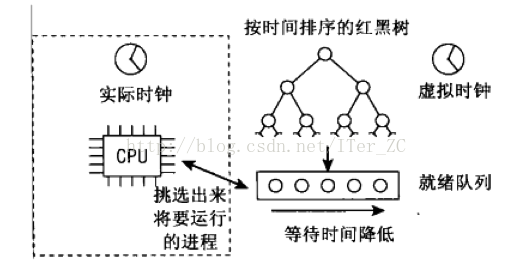 按时间排序的红黑树
实际时钟
虚拟时钟
http://blog.csdn.net/ITer_ZC
CPU
就绪队列
挑选出来
将要运行
的进程
等待时间降低